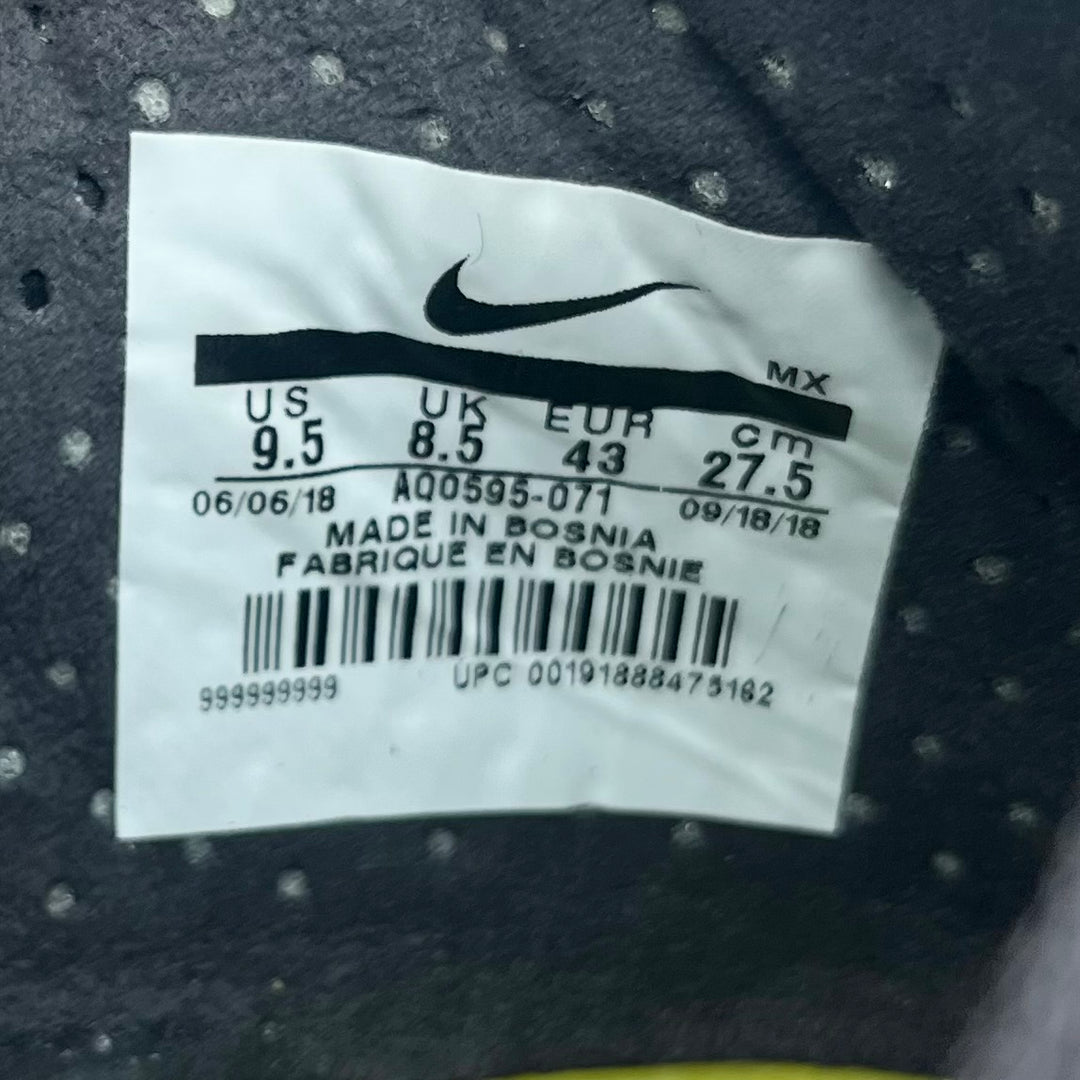 MX
US UK EUR cm
9.5 8.5 43 27.5
06/06/18 AQ0595-071 09/18/18
MADE IN BOSNIA
FABRIQUE EN BOSNIE
999999999 UPC 00191888475162